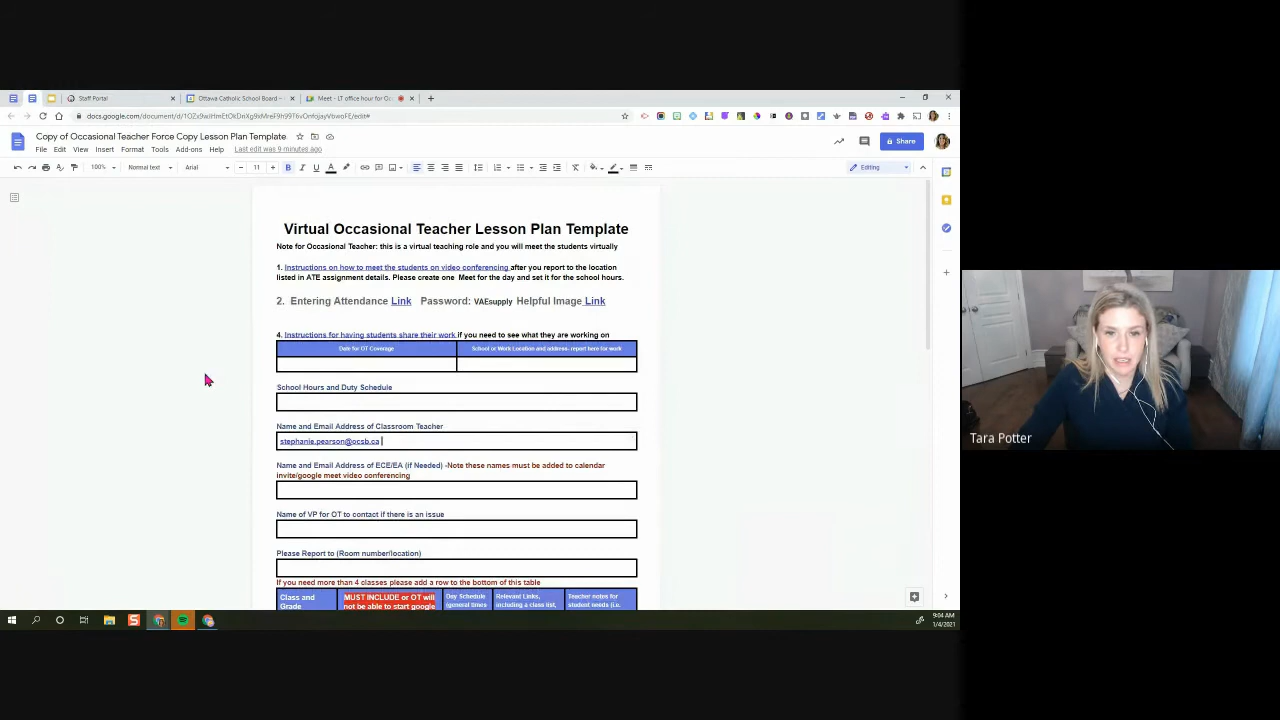 Staff Portal
Ottawa Catholic School Board –
Meet - LT office hour for Oc
Copy of Occasional Teacher Force Copy Lesson Plan Template
File Edit View Insert Format Tools Add-ons Help Last edit was 9 minutes ago
Share
100% Normal text Arial 11
Editing
Virtual Occasional Teacher Lesson Plan Template
Note for Occasional Teacher: this is a virtual teaching role and you will meet the students virtually
1. Instructions on how to meet the students on video conferencing after you report to the location
listed in ATE assignment details. Please create one Meet for the day and set it for the school hours.
2. Entering Attendance Link Password: VAEsupply Helpful Image Link
4. Instructions for having students share their work if you need to see what they are working on
Date for OT Coverage
School or Work Location and address- report here for work
School Hours and Duty Schedule
Name and Email Address of Classroom Teacher
stephanie.pearson@ocsb.ca
Name and Email Address of ECE/EA (if Needed) -Note these names must be added to calendar
invite/google meet video conferencing
Name of VP for OT to contact if there is an issue
Please Report to (Room number/location)
If you need more than 4 classes please add a row to the bottom of this table
Class and
Grade
MUST INCLUDE or OT will
not be able to start google
Day Schedule
(general times
Relevant Links,
including a class list,
Teacher notes for
student needs (i.e.
9:04 AM
1/4/2021
Tara Potter